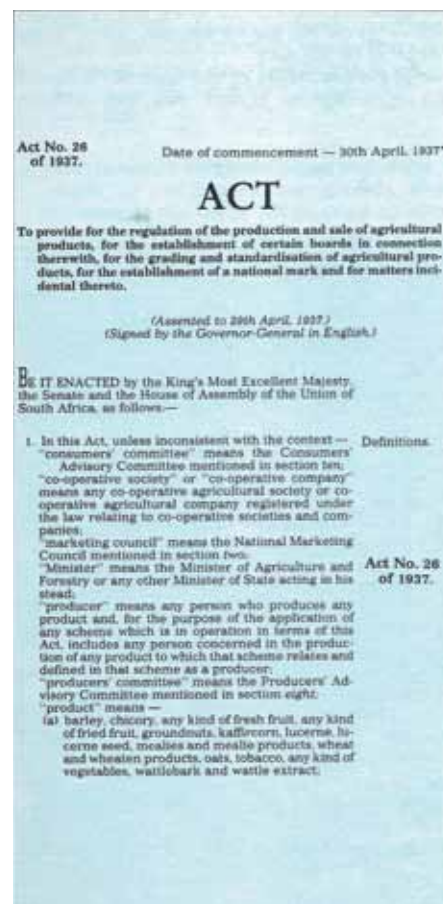 Act No. 26
of 1937.
Date of commencement — 30th April, 1937
ACT
To provide for the regulation of the production and sale of agricultural
products, for the establishment of certain boards in connection
therewith, for the grading and standardisation of agricultural pro-
ducts, for the establishment of a national mark and for matters inci-
dental thereto.
(Assented to 29th April, 1937.)
(Signed by the Governor-General in English.)
BE IT ENACTED by the King's Most Excellent Majesty,
the Senate and the House of Assembly of the Union of
South Africa, as follows:—
1. In this Act, unless inconsistent with the context — Definitions.
"consumers' committee" means the Consumers'
Advisory Committee mentioned in section ten;
"co-operative society" or "co-operative company"
means any co-operative agricultural society or co-
operative agricultural company registered under
the law relating to co-operative societies and com-
panies;
"marketing council" means the National Marketing
Council mentioned in section two;
"Minister" means the Minister of Agriculture and
Forestry or any other Minister of State acting in his
stead;
Act No. 26
of 1937.
"producer" means any person who produces any
product and, for the purpose of the application of
any scheme which is in operation in terms of this
Act, includes any person concerned in the produc-
tion of any product to which that scheme relates and
defined in that scheme as a producer;
"producers' committee" means the Producers' Ad-
visory Committee mentioned in section eight;
"product" means —
(a) barley, chicory, any kind of fresh fruit, any kind
of fried fruit, groundnuts, kaffircorn, lucerne, lu-
cerne seed, mealies and mealie products, wheat
and wheaten products, oats, tobacco, any kind of
vegetables, wattlebark and wattle extract;